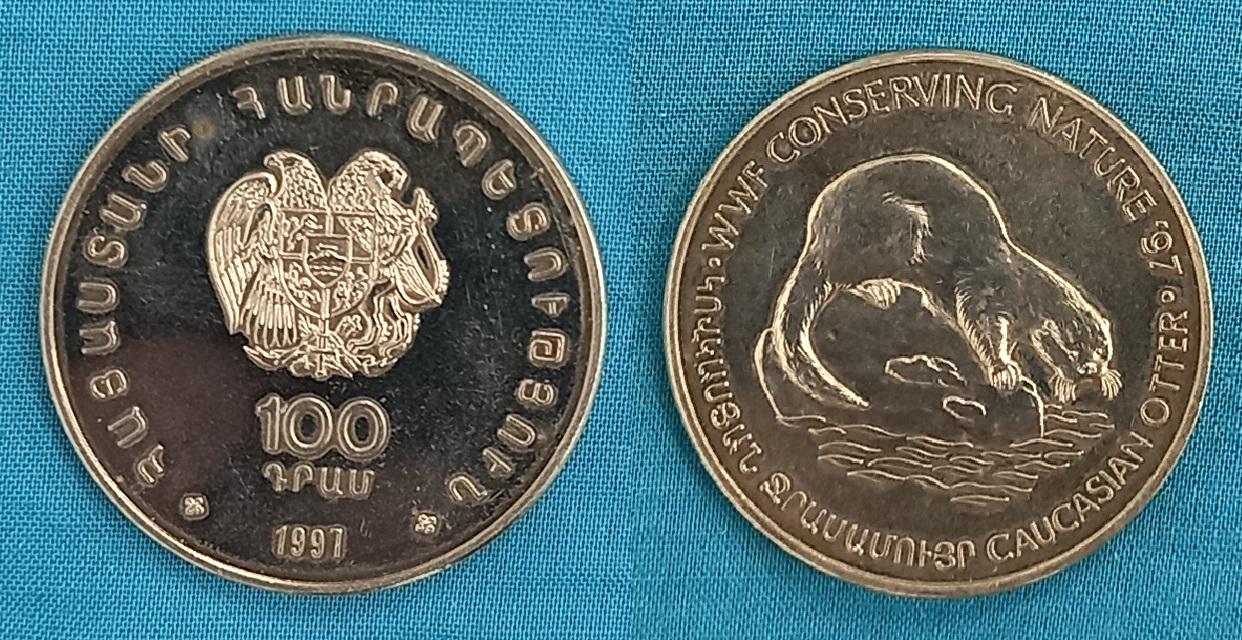 ՀԱՅԱՍՏԱՆԻ ՀԱՆՐԱՊԵՏՈՒԹՅՈՒՆ
100
ԴՐԱՄ
1997
WWF CONSERVING NATURE '97
ԿՈՎԿԱՍՅԱՆ ՋՐԱՍԱՄՈՒՅՐ CAUCASIAN OTTER